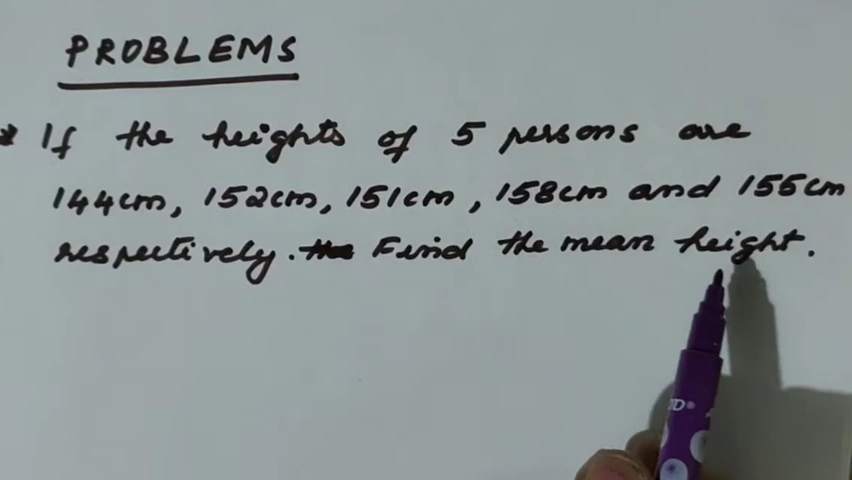 PROBLEMS
* If the heights of 5 persons are
144cm, 152cm, 151cm, 158cm and 155cm
respectively. the Find the mean height.